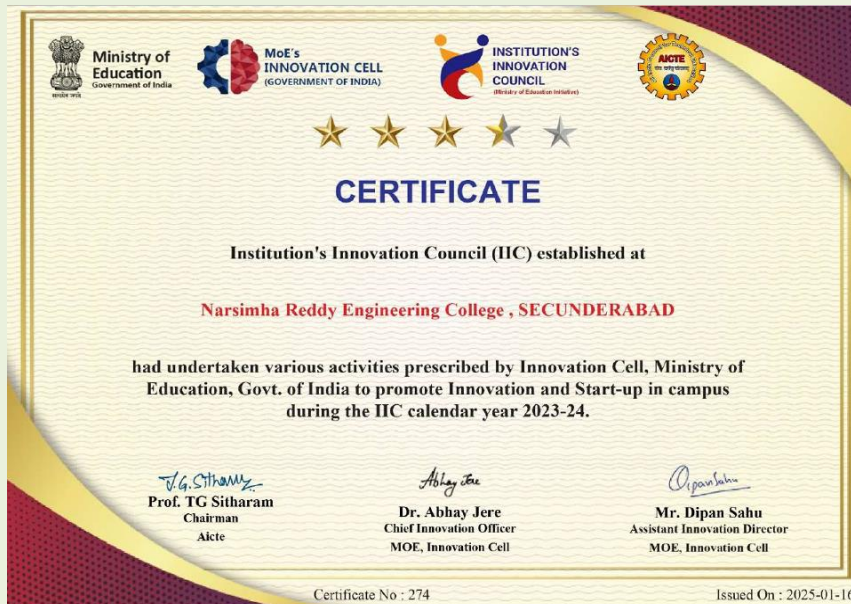 Ministry of
Education
Government of India
सत्यमेव जयते
MoE's
INNOVATION CELL
(GOVERNMENT OF INDIA)
INSTITUTION'S
INNOVATION
COUNCIL
(Ministry of Education Initiative)
AICTE
CERTIFICATE
Institution's Innovation Council (IIC) established at
Narsimha Reddy Engineering College , SECUNDERABAD
had undertaken various activities prescribed by Innovation Cell, Ministry of
Education, Govt. of India to promote Innovation and Start-up in campus
during the IIC calendar year 2023-24.
T.G. Sitharam
Abhay Jere
Dipan Sahu
Prof. TG Sitharam
Chairman
Aicte
Dr. Abhay Jere
Chief Innovation Officer
MOE, Innovation Cell
Mr. Dipan Sahu
Assistant Innovation Director
MOE, Innovation Cell
Certificate No : 274
Issued On : 2025-01-16